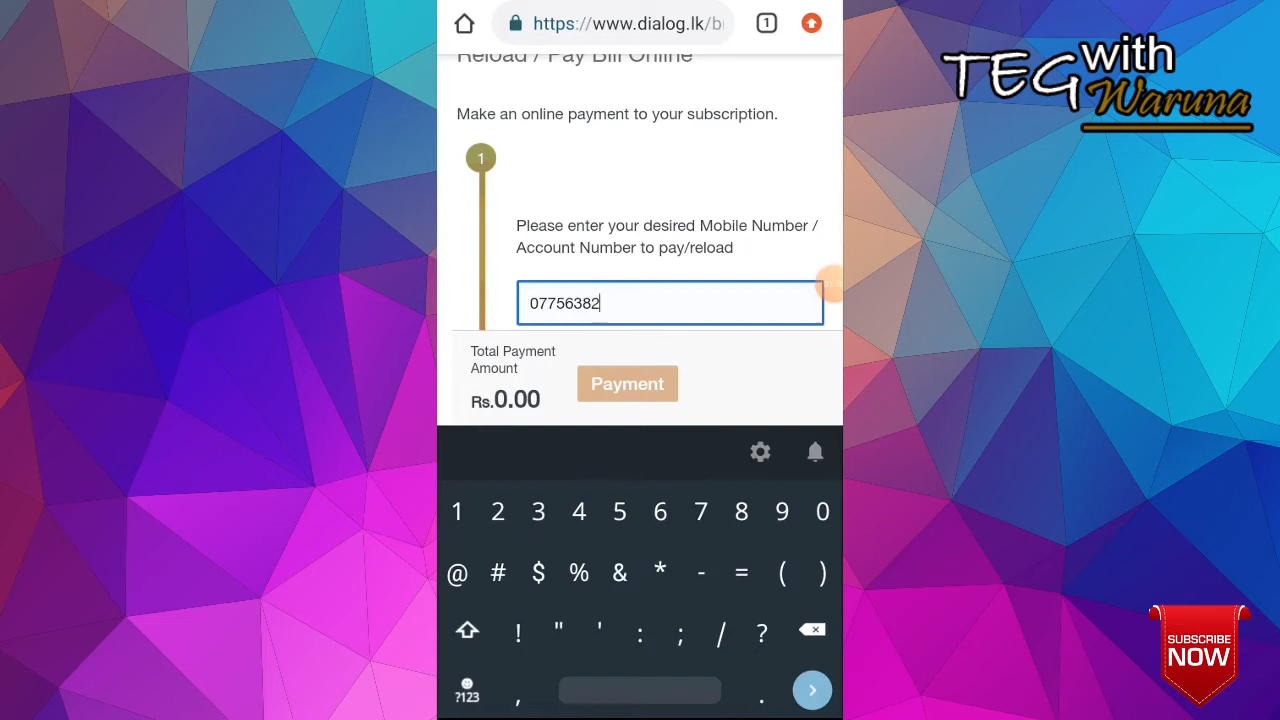 https://www.dialog.lk/b
1
TEG with
Waruna
Reload / Pay Bill Online
Make an online payment to your subscription.
1
Please enter your desired Mobile Number /
Account Number to pay/reload
07756382
Total Payment
Amount
Rs.0.00
Payment
1 2 3 4 5 6 7 8 9 0
@ # $ % & * - = ( )
! " ' : ; / ?
?123 , .
SUBSCRIBE
NOW